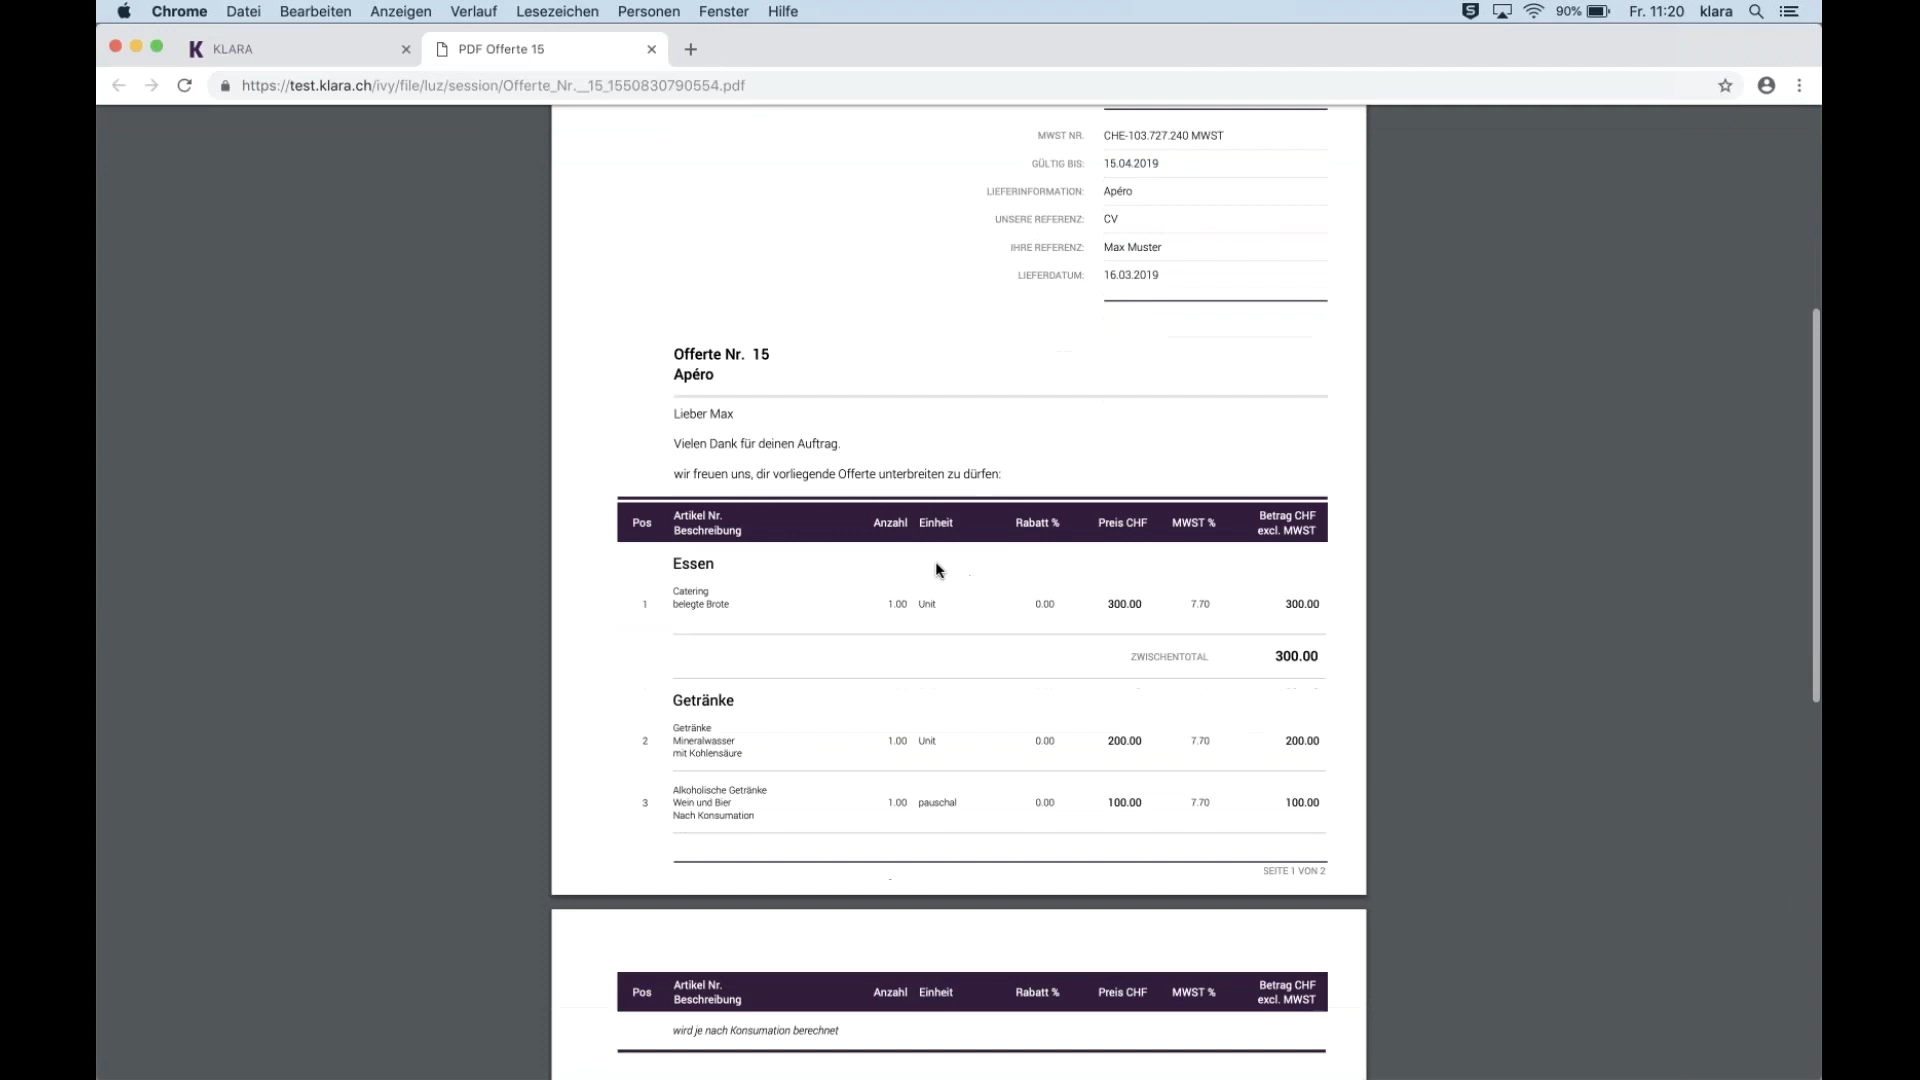 Chrome Datei Bearbeiten Anzeigen Verlauf Lesezeichen Personen Fenster Hilfe 90% Fr. 11:20 klara
KLARA PDF Offerte 15
https://test.klara.ch/ivy/file/luz/session/Offerte_Nr.__15_1550830790554.pdf
MWST NR. CHE-103.727.240 MWST
GÜLTIG BIS: 15.04.2019
LIEFERINFORMATION: Apéro
UNSERE REFERENZ: CV
IHRE REFERENZ: Max Muster
LIEFERDATUM: 16.03.2019
Offerte Nr. 15
Apéro
Lieber Max
Vielen Dank für deinen Auftrag.
wir freuen uns, dir vorliegende Offerte unterbreiten zu dürfen:
Pos Artikel Nr. Beschreibung Anzahl Einheit Rabatt % Preis CHF MWST % Betrag CHF excl. MWST
Essen
Catering
1 belegte Brote 1.00 Unit 0.00 300.00 7.70 300.00
ZWISCHENTOTAL 300.00
Getränke
Getränke
2 Mineralwasser 1.00 Unit 0.00 200.00 7.70 200.00
mit Kohlensäure
Alkoholische Getränke
3 Wein und Bier 1.00 pauschal 0.00 100.00 7.70 100.00
Nach Konsumation
SEITE 1 VON 2
Pos Artikel Nr. Beschreibung Anzahl Einheit Rabatt % Preis CHF MWST % Betrag CHF excl. MWST
wird je nach Konsumation berechnet